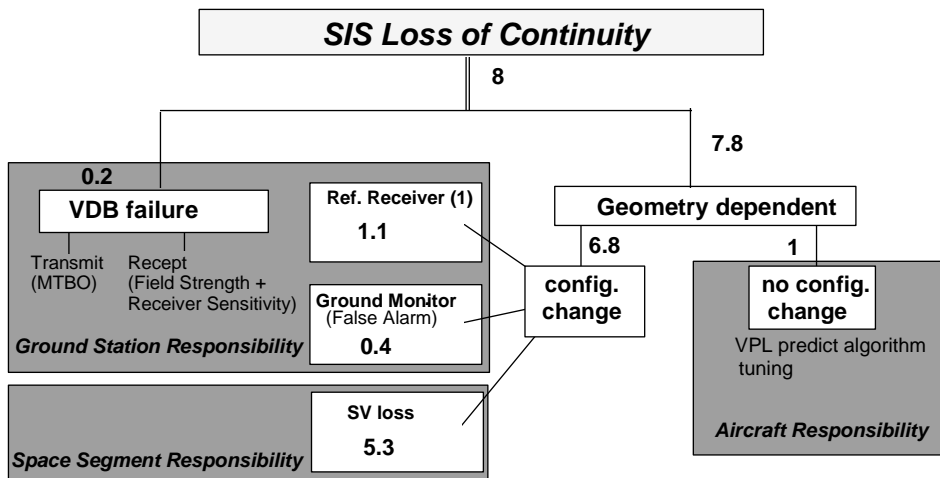 SIS Loss of Continuity
8
7.8
0.2
VDB failure
Transmit
(MTBO)
Recept
(Field Strength +
Receiver Sensitivity)
Ref. Receiver (1)
1.1
Ground Monitor
(False Alarm)
0.4
Ground Station Responsibility
Geometry dependent
6.8
1
config.
change
no config.
change
VPL predict algorithm
tuning
Aircraft Responsibility
SV loss
5.3
Space Segment Responsibility